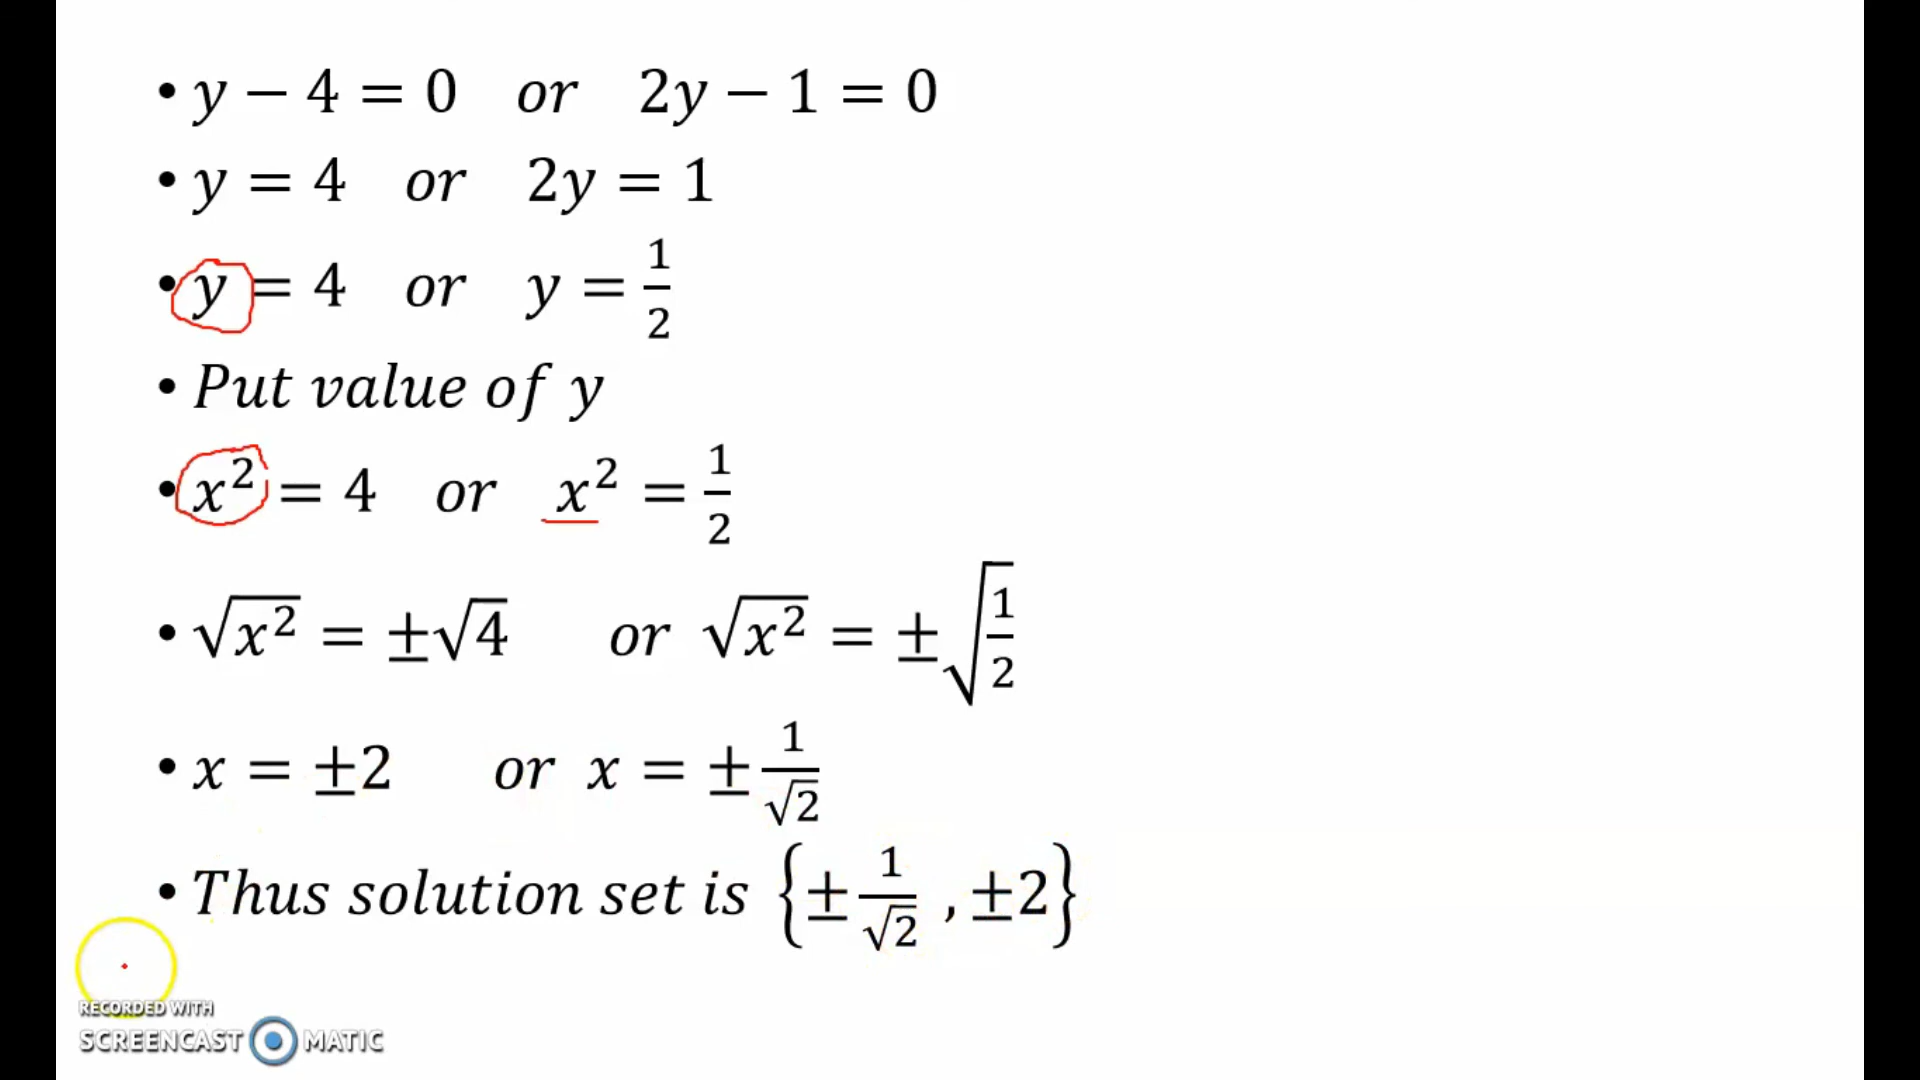 • y − 4 = 0 or 2y − 1 = 0
• y = 4 or 2y = 1
• y = 4 or y = 1/2
• Put value of y
• x² = 4 or x² = 1/2
• √x² = ±√4 or √x² = ±√(1/2)
• x = ±2 or x = ± 1/√2
• Thus solution set is {± 1/√2 , ±2}
RECORDED WITH
SCREENCAST MATIC